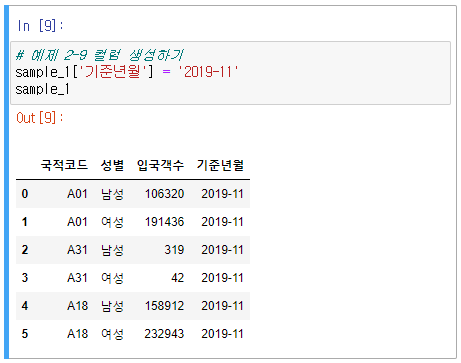 In [9]:
# 예제 2-9 컬럼 생성하기
sample_1['기준년월'] = '2019-11'
sample_1
Out[9]:
국적코드 성별 입국객수 기준년월
0 A01 남성 106320 2019-11
1 A01 여성 191436 2019-11
2 A31 남성 319 2019-11
3 A31 여성 42 2019-11
4 A18 남성 158912 2019-11
5 A18 여성 232943 2019-11